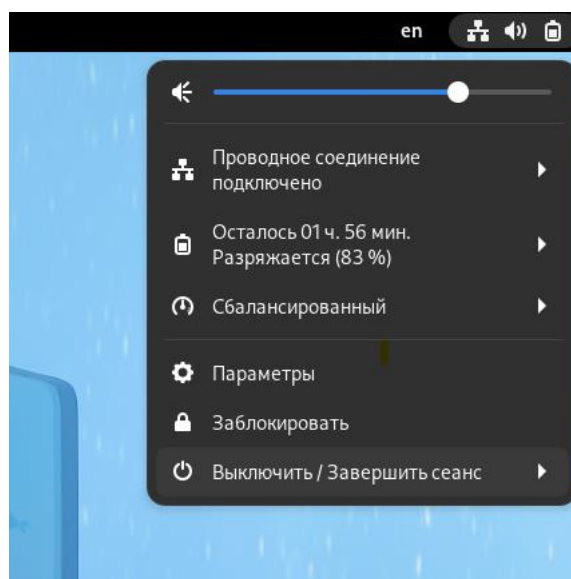 en
Проводное соединение
подключено
Осталось 01 ч. 56 мин.
Разряжается (83 %)
Сбалансированный
Параметры
Заблокировать
Выключить / Завершить сеанс